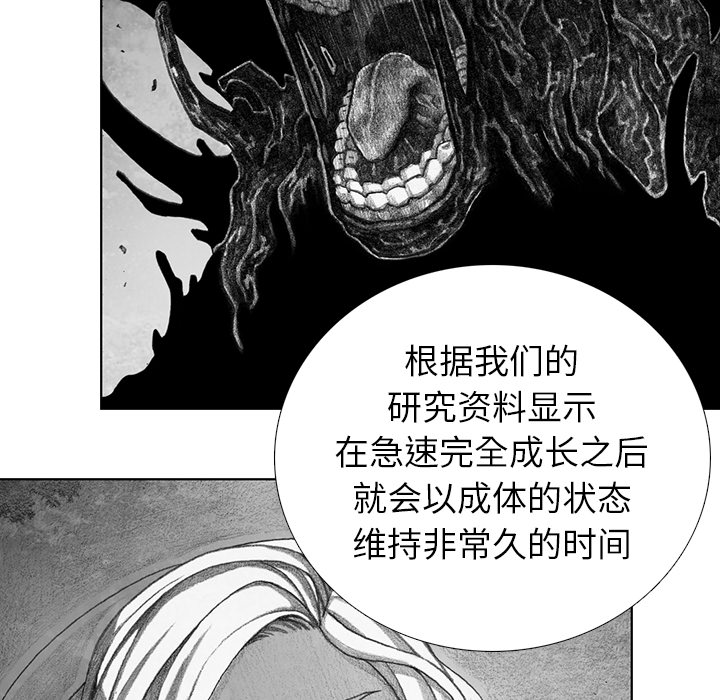 根据我们的
研究资料显示
在急速完全成长之后
就会以成体的状态
维持非常久的时间